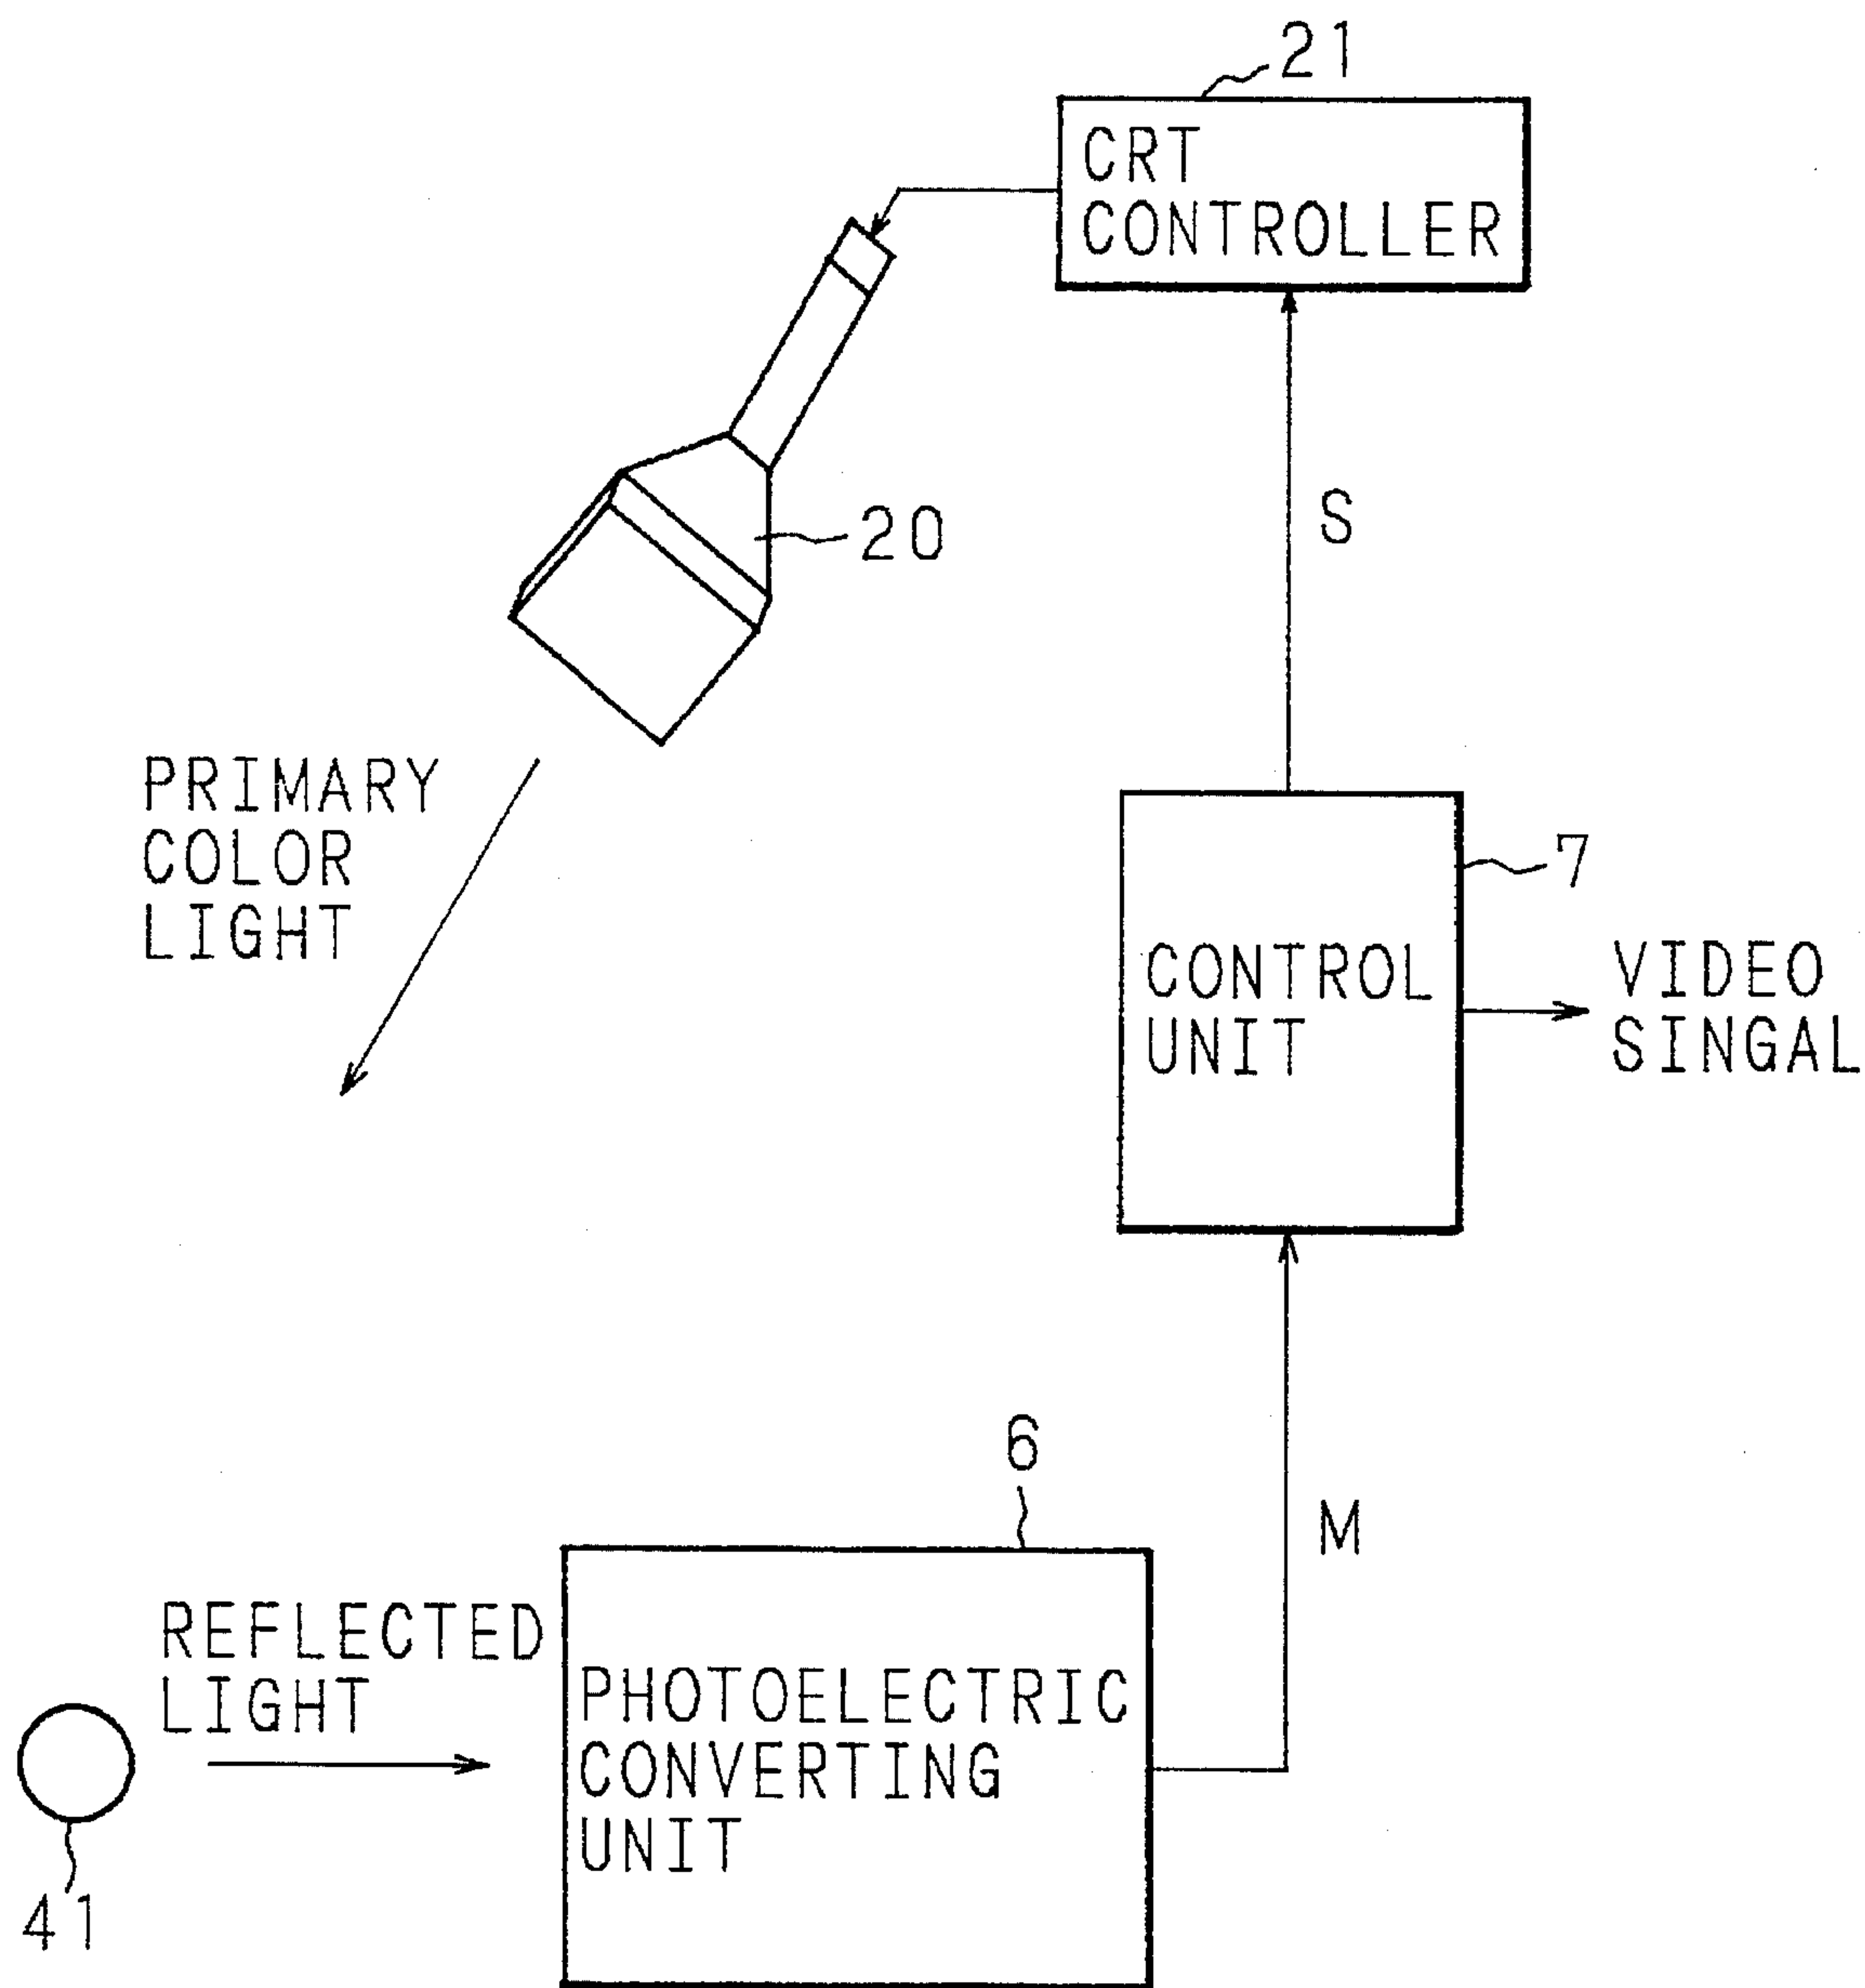 21
CRT
CONTROLLER
20
S
PRIMARY
COLOR
LIGHT
7
CONTROL
UNIT
VIDEO
SINGAL
6
M
REFLECTED
LIGHT
PHOTOELECTRIC
CONVERTING
UNIT
41